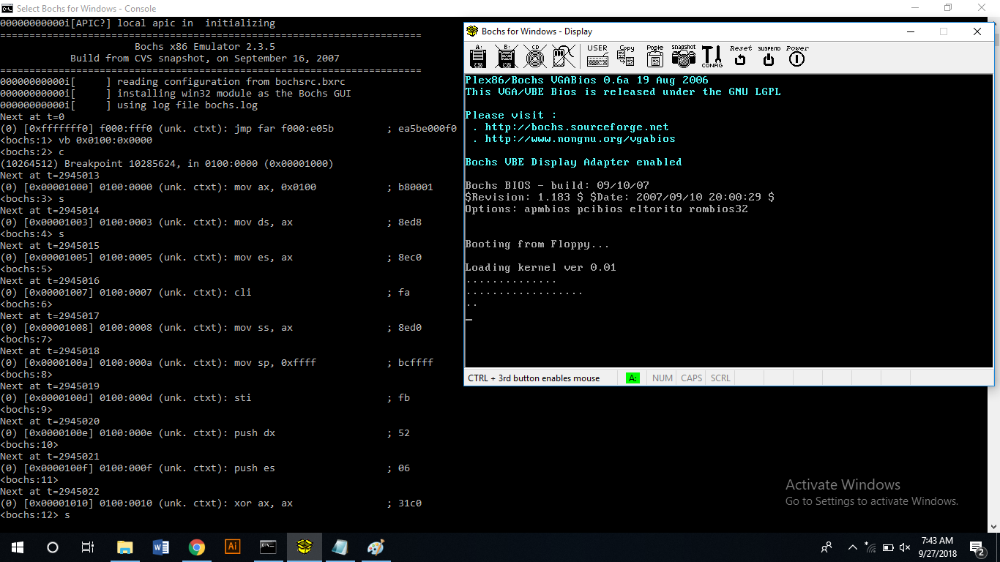 Select Bochs for Windows - Console
00000000000i[APIC?] local apic in  initializing
========================================================================
Bochs x86 Emulator 2.3.5
Build from CVS snapshot, on September 16, 2007
========================================================================
00000000000i[     ] reading configuration from bochsrc.bxrc
00000000000i[     ] installing win32 module as the Bochs GUI
00000000000i[     ] using log file bochs.log
Next at t=0
(0) [0xfffffff0] f000:fff0 (unk. ctxt): jmp far f000:e05b         ; ea5be000f0
<bochs:1> vb 0x0100:0x0000
<bochs:2> c
(10264512) Breakpoint 10285624, in 0100:0000 (0x00001000)
Next at t=2945013
(0) [0x00001000] 0100:0000 (unk. ctxt): mov ax, 0x0100            ; b80001
<bochs:3> s
Next at t=2945014
(0) [0x00001003] 0100:0003 (unk. ctxt): mov ds, ax                ; 8ed8
<bochs:4> s
Next at t=2945015
(0) [0x00001005] 0100:0005 (unk. ctxt): mov es, ax                ; 8ec0
<bochs:5>
Next at t=2945016
(0) [0x00001007] 0100:0007 (unk. ctxt): cli                       ; fa
<bochs:6>
Next at t=2945017
(0) [0x00001008] 0100:0008 (unk. ctxt): mov ss, ax                ; 8ed0
<bochs:7>
Next at t=2945018
(0) [0x0000100a] 0100:000a (unk. ctxt): mov sp, 0xffff            ; bcffff
<bochs:8>
Next at t=2945019
(0) [0x0000100d] 0100:000d (unk. ctxt): sti                       ; fb
<bochs:9>
Next at t=2945020
(0) [0x0000100e] 0100:000e (unk. ctxt): push dx                   ; 52
<bochs:10>
Next at t=2945021
(0) [0x0000100f] 0100:000f (unk. ctxt): push es                   ; 06
<bochs:11>
Next at t=2945022
(0) [0x00001010] 0100:0010 (unk. ctxt): xor ax, ax                ; 31c0
<bochs:12> s
Bochs for Windows - Display
A: B: CD USER Copy Paste snapshot CONFIG Reset SUSPEND Power
Plex86/Bochs VGABios 0.6a 19 Aug 2006
This VGA/VBE Bios is released under the GNU LGPL
Please visit :
. http://bochs.sourceforge.net
. http://www.nongnu.org/vgabios
Bochs VBE Display Adapter enabled
Bochs BIOS - build: 09/10/07
$Revision: 1.183 $ $Date: 2007/09/10 20:00:29 $
Options: apmbios pcibios eltorito rombios32
Booting from Floppy...
Loading kernel ver 0.01
..............
..................
..
_
CTRL + 3rd button enables mouse A: NUM CAPS SCRL
Activate Windows
Go to Settings to activate Windows.
Ai
7:43 AM
9/27/2018
2